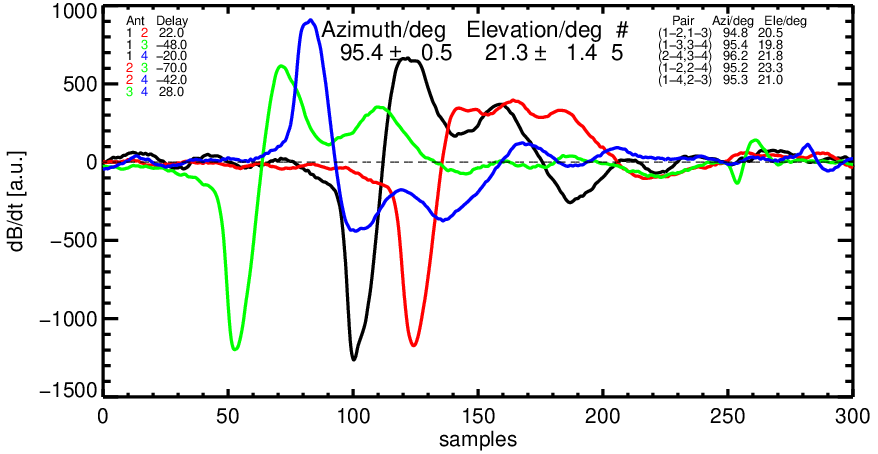 Ant Delay
1 2 22.0
1 3 −48.0
1 4 −20.0
2 3 −70.0
2 4 −42.0
3 4 28.0
Azimuth/deg Elevation/deg #
95.4 ± 0.5 21.3 ± 1.4 5
Pair Azi/deg Ele/deg
(1−2,1−3) 94.8 20.5
(1−3,3−4) 95.4 19.8
(2−4,3−4) 96.2 21.8
(1−2,2−4) 95.2 23.3
(1−4,2−3) 95.3 21.0
1000
500
0
−500
−1000
−1500
dB/dt [a.u.]
0 50 100 150 200 250 300
samples